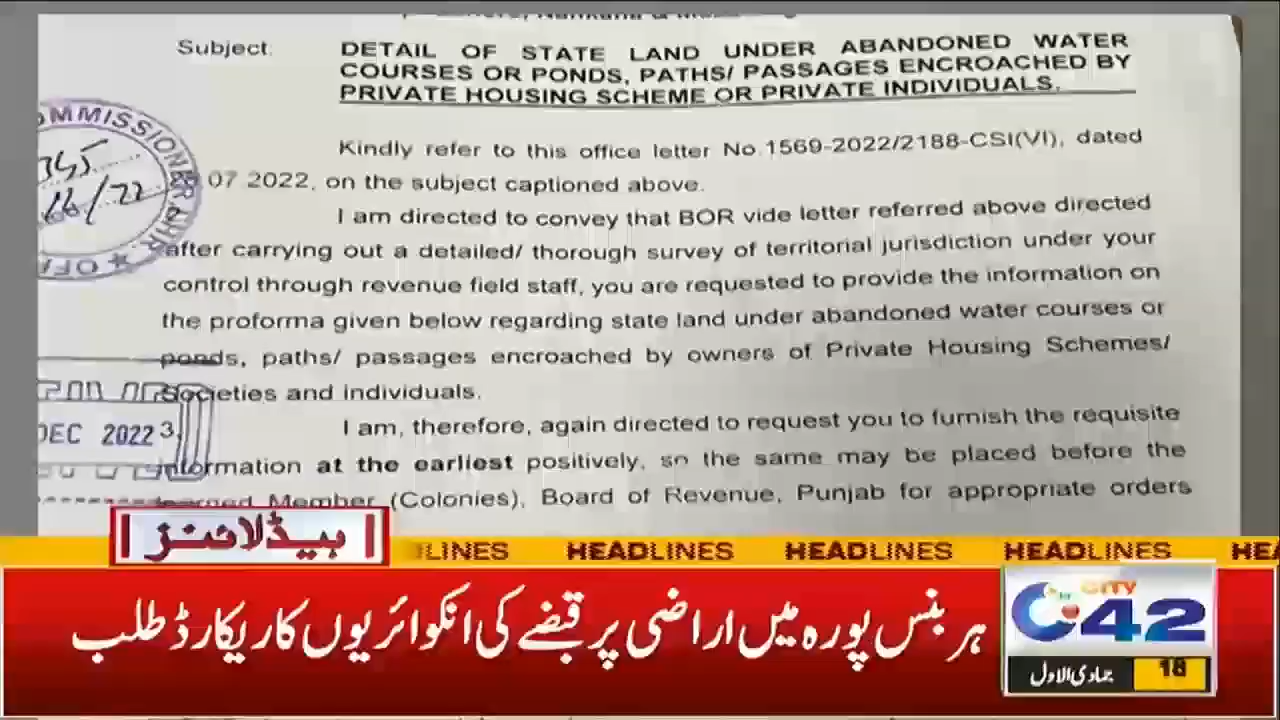 Subject:
DETAIL OF STATE LAND UNDER ABANDONED WATER
COURSES OR PONDS, PATHS/ PASSAGES ENCROACHED BY
PRIVATE HOUSING SCHEME OR PRIVATE INDIVIDUALS.
Kindly refer to this office letter No.1569-2022/2188-CSI(VI), dated
07 2022, on the subject captioned above.
I am directed to convey that BOR vide letter referred above directed
after carrying out a detailed/ thorough survey of territorial jurisdiction under your
control through revenue field staff, you are requested to provide the information on
the proforma given below regarding state land under abandoned water courses or
ponds, paths/ passages encroached by owners of Private Housing Schemes/
Societies and individuals.
I am, therefore, again directed to request you to furnish the requisite
information at the earliest positively, so the same may be placed before the
learned Member (Colonies), Board of Revenue, Punjab for appropriate orders
OMMISSIONER
345
66/22
DEC 2022
ہیڈلائنز
LINES HEADLINES HEADLINES HEADLINES HEA
ہربنس پورہ میں اراضی پر قبضے کی انکوائریوں کا ریکارڈ طلب
CITY
42
18
جمادی الاول